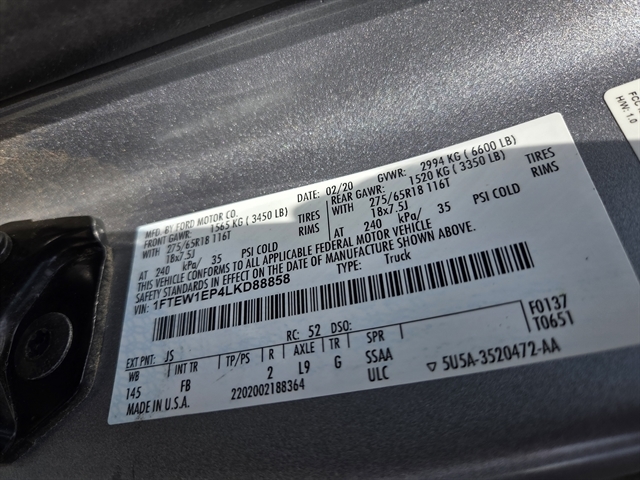 MFD. BY FORD MOTOR CO.
02/20 GVWR: 2994 KG ( 6600 LB)
FRONT GAWR: 1565 KG ( 3450 LB)
REAR GAWR: 1520 KG ( 3350 LB)
WITH 275/65R18 116T TIRES
WITH 275/65R18 116T TIRES
18x7.5J RIMS
18x7.5J RIMS
AT 240 kPa/ 35 PSI COLD
AT 240 kPa/ 35 PSI COLD
THIS VEHICLE CONFORMS TO ALL APPLICABLE FEDERAL MOTOR VEHICLE
SAFETY STANDARDS IN EFFECT ON THE DATE OF MANUFACTURE SHOWN ABOVE.
VIN: 1FTEW1EP4LKD88858
TYPE: Truck
F0137
T0651
EXT PNT: JS RC: 52 DSO:
WB INT TR TP/PS R AXLE TR SPR
145 FB 2 L9 G SSAA
MADE IN U.S.A. 2202002188364 ULC
5U5A-3520472-AA
FCC
H/W: 1.0